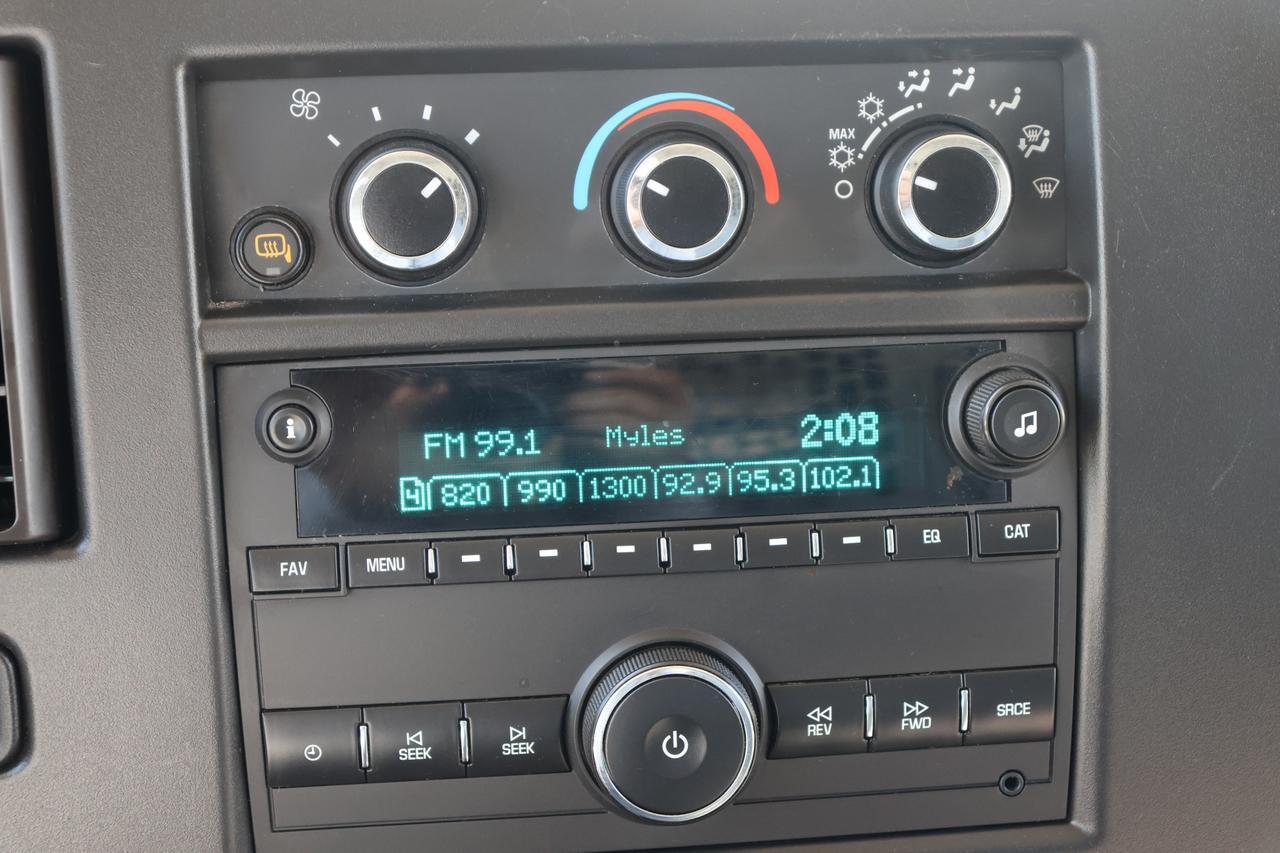 MAX
i
FM 99.1 Myles 2:08
4 820 990 1300 92.9 95.3 102.1
FAV MENU EQ CAT
SEEK SEEK REV FWD SRCE